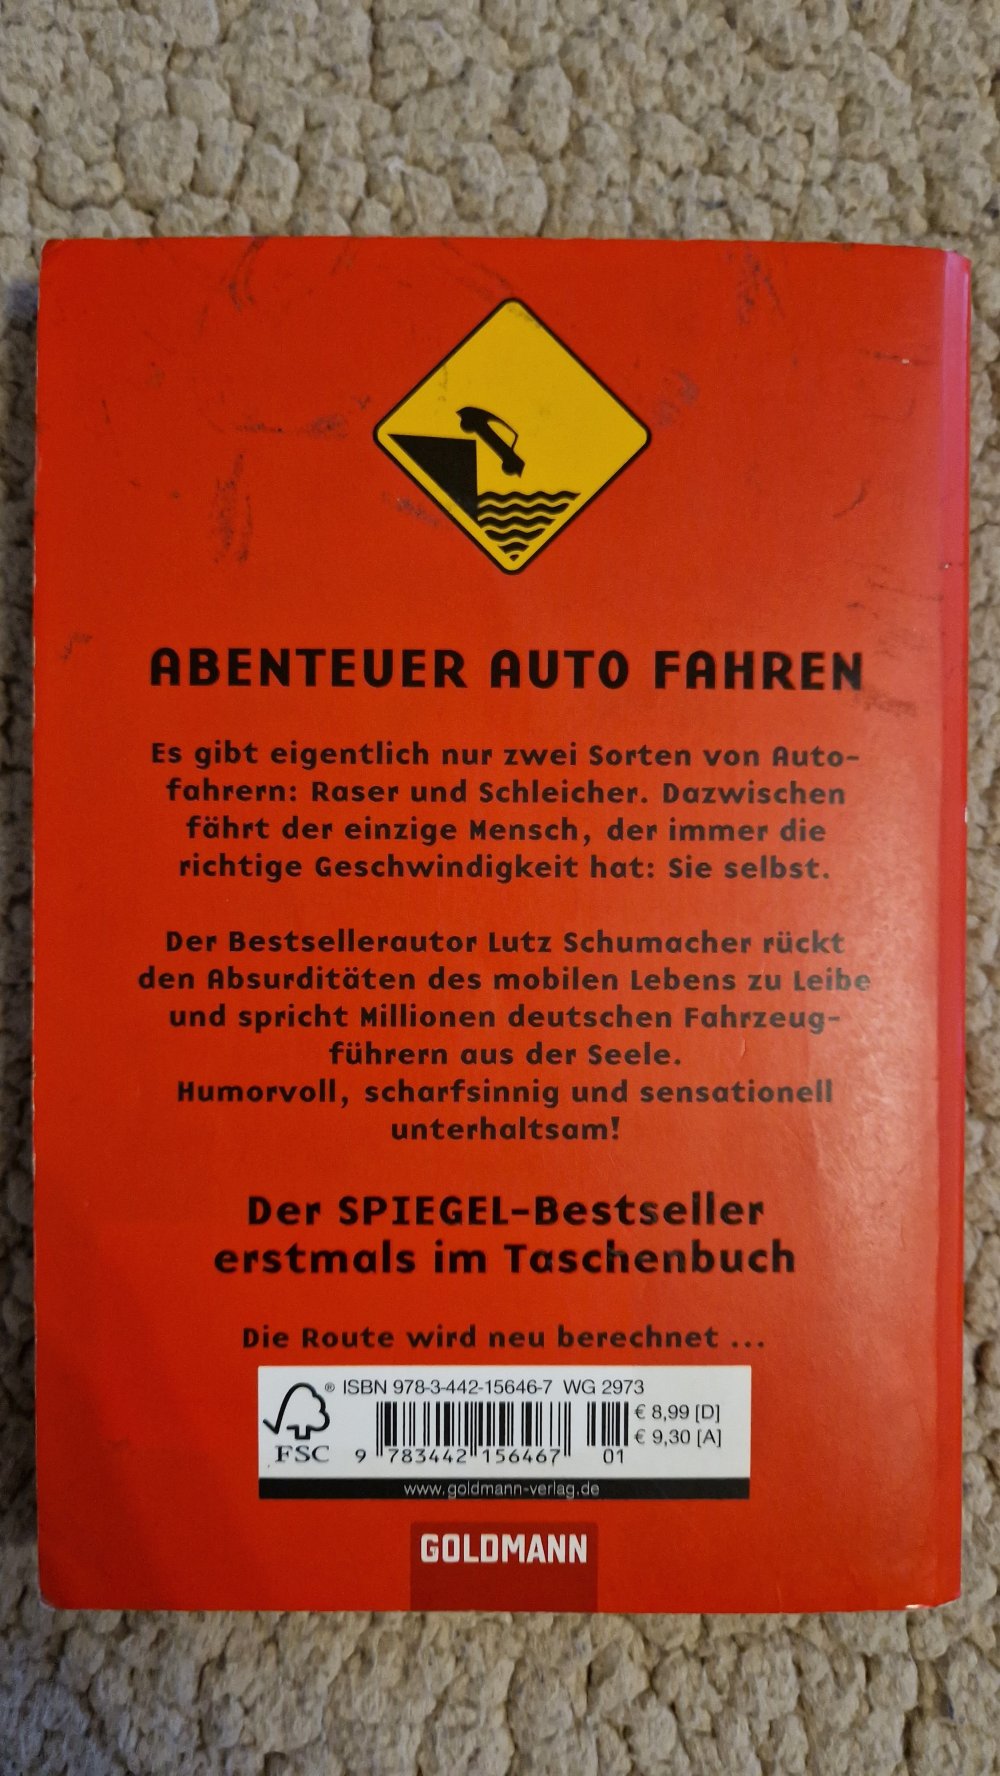 ABENTEUER AUTO FAHREN
Es gibt eigentlich nur zwei Sorten von Auto-
fahrern: Raser und Schleicher. Dazwischen
fährt der einzige Mensch, der immer die
richtige Geschwindigkeit hat: Sie selbst.
Der Bestsellerautor Lutz Schumacher rückt
den Absurditäten des mobilen Lebens zu Leibe
und spricht Millionen deutschen Fahrzeug-
führern aus der Seele.
Humorvoll, scharfsinnig und sensationell
unterhaltsam!
Der SPIEGEL-Bestseller
erstmals im Taschenbuch
Die Route wird neu berechnet ...
® ISBN 978-3-442-15646-7 WG 2973
€ 8,99 [D]
€ 9,30 [A]
FSC 9 783442 156467 01
www.goldmann-verlag.de
GOLDMANN